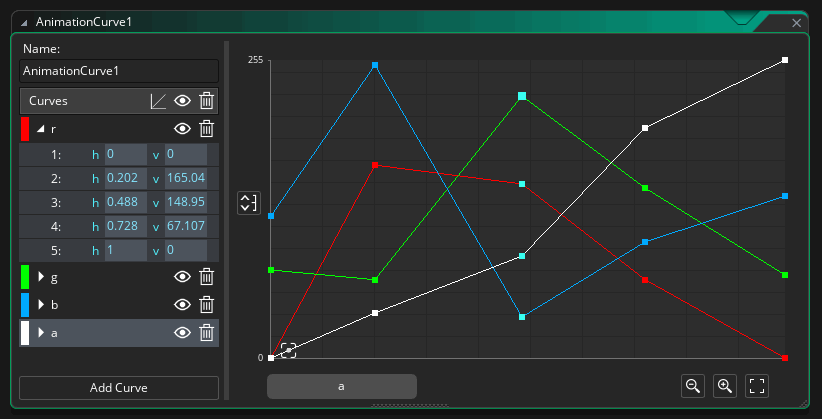 AnimationCurve1
Name:
AnimationCurve1
Curves
r
1: h 0 v 0
2: h 0.202 v 165.04
3: h 0.488 v 148.95
4: h 0.728 v 67.107
5: h 1 v 0
g
b
a
Add Curve
255
0
a